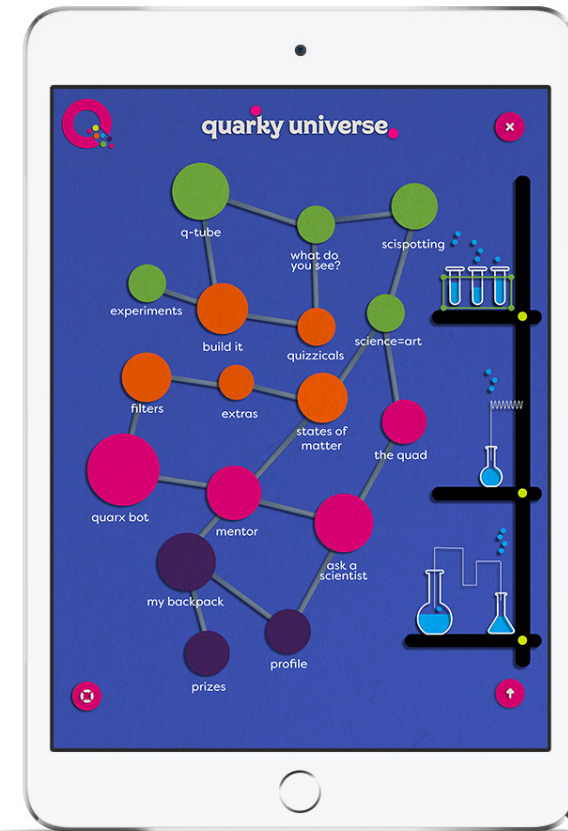 quarky universe
q-tube
what do
you see?
scispotting
experiments
build it
quizzicals
science=art
filters
extras
states of
matter
the quad
quarx bot
mentor
ask a
scientist
my backpack
profile
prizes